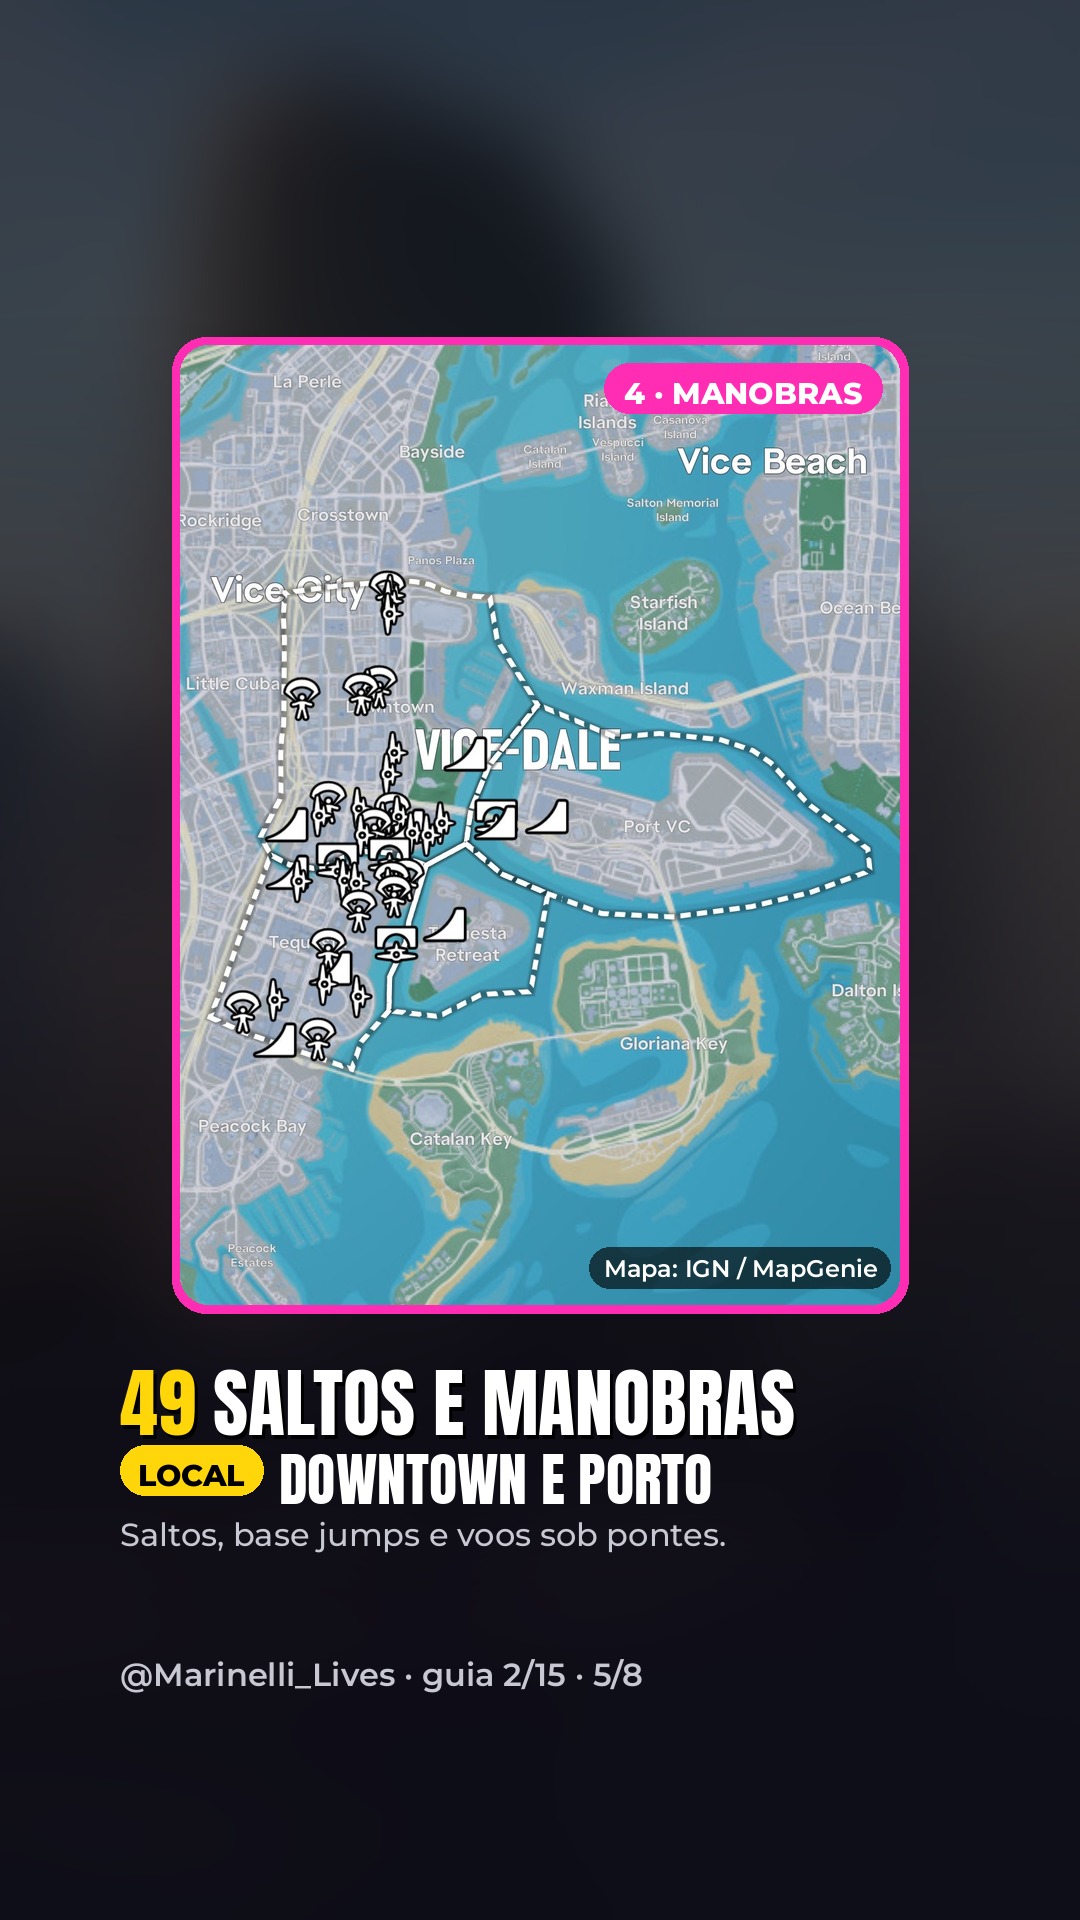 Island
La Perle
4 · MANOBRAS
Islands
Casanova
Island
Bayside
Catalan
Island
Vespucci
Island
Vice Beach
Salton Memorial
Island
Rockridge
Crosstown
Panos Plaza
Vice City
Starfish
Island
Ocean Be
Little Cuba
Waxman Island
VICE-DALE
Port VC
Retreat
Dalton Is
Gloriana Key
Peacock Bay
Catalan Key
Peacock
Estates
Mapa: IGN / MapGenie
49 SALTOS E MANOBRAS
LOCAL DOWNTOWN E PORTO
Saltos, base jumps e voos sob pontes.
@Marinelli_Lives · guia 2/15 · 5/8